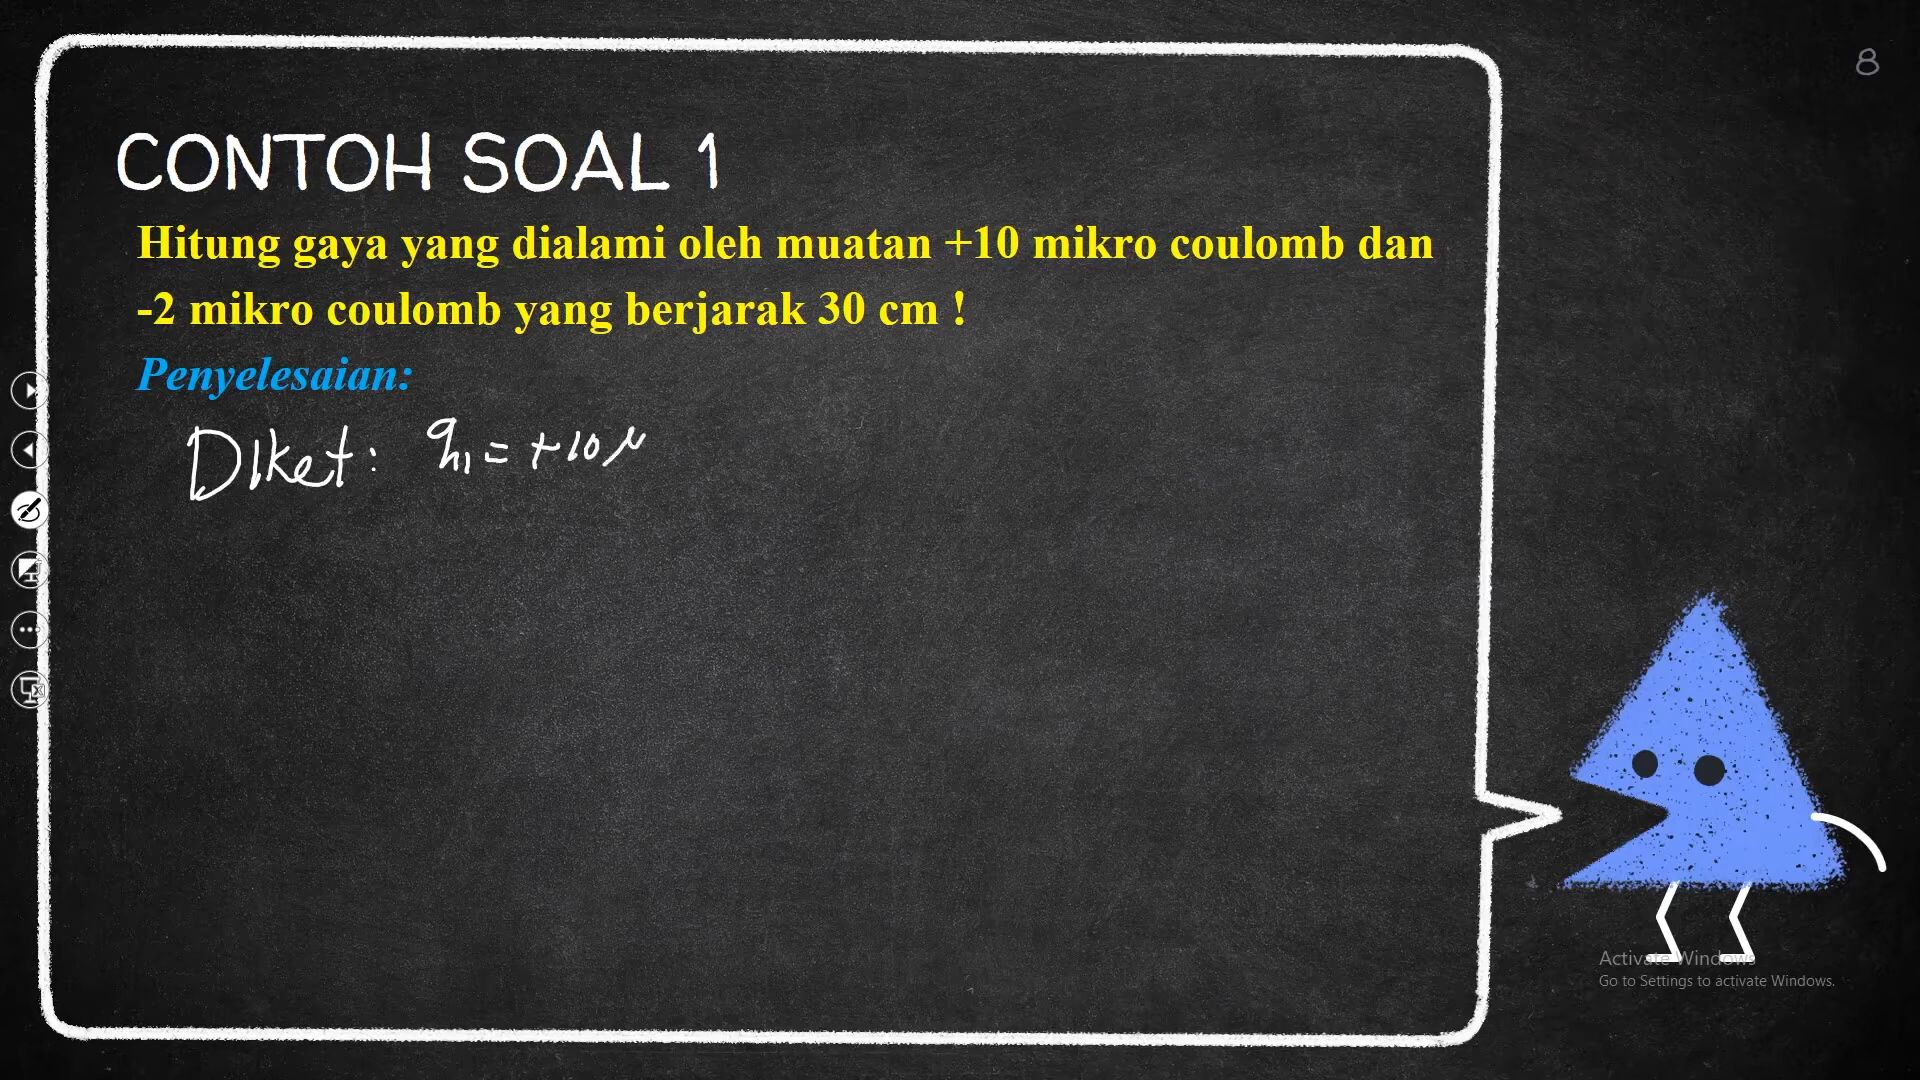 8
CONTOH SOAL 1
Hitung gaya yang dialami oleh muatan +10 mikro coulomb dan
-2 mikro coulomb yang berjarak 30 cm !
Penyelesaian:
Diket: q1 = +10 μ
Activate Windows
Go to Settings to activate Windows.